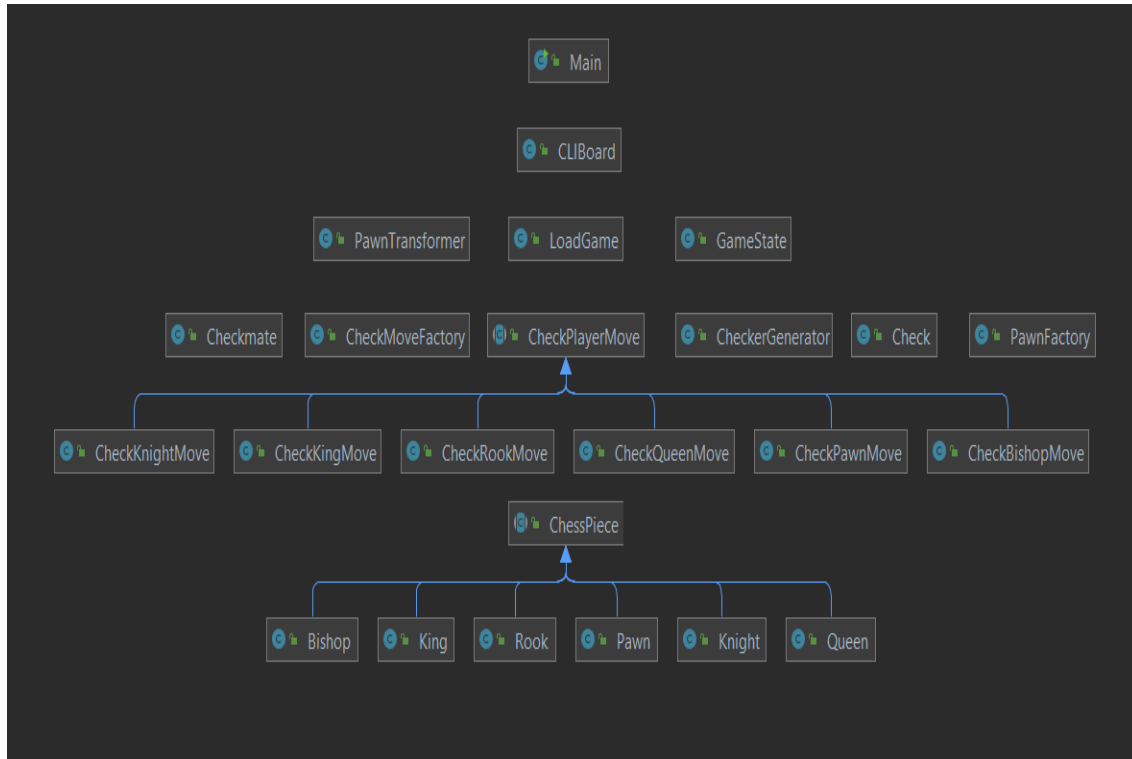 Main
CLIBoard
PawnTransformer LoadGame GameState
Checkmate CheckMoveFactory CheckPlayerMove CheckerGenerator Check PawnFactory
CheckKnightMove CheckKingMove CheckRookMove CheckQueenMove CheckPawnMove CheckBishopMove
ChessPiece
Bishop King Rook Pawn Knight Queen